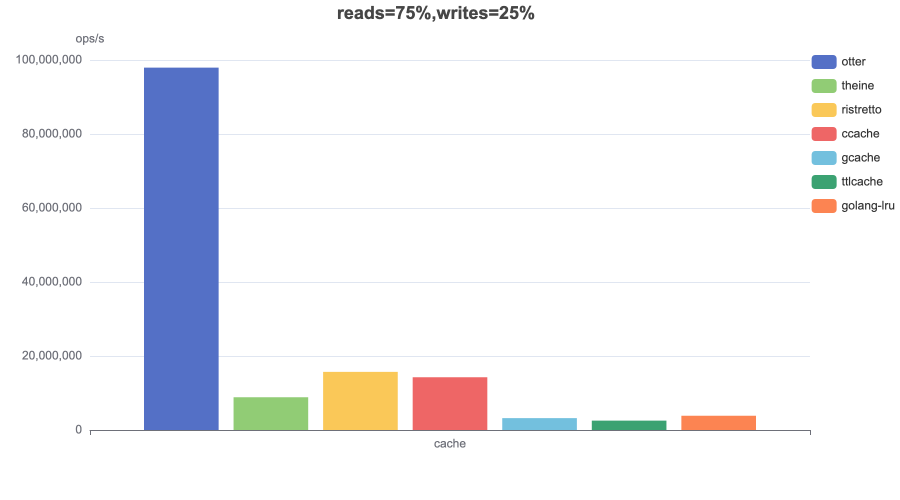 reads=75%,writes=25%
ops/s
100,000,000
80,000,000
60,000,000
40,000,000
20,000,000
0
cache
otter
theine
ristretto
ccache
gcache
ttlcache
golang-lru